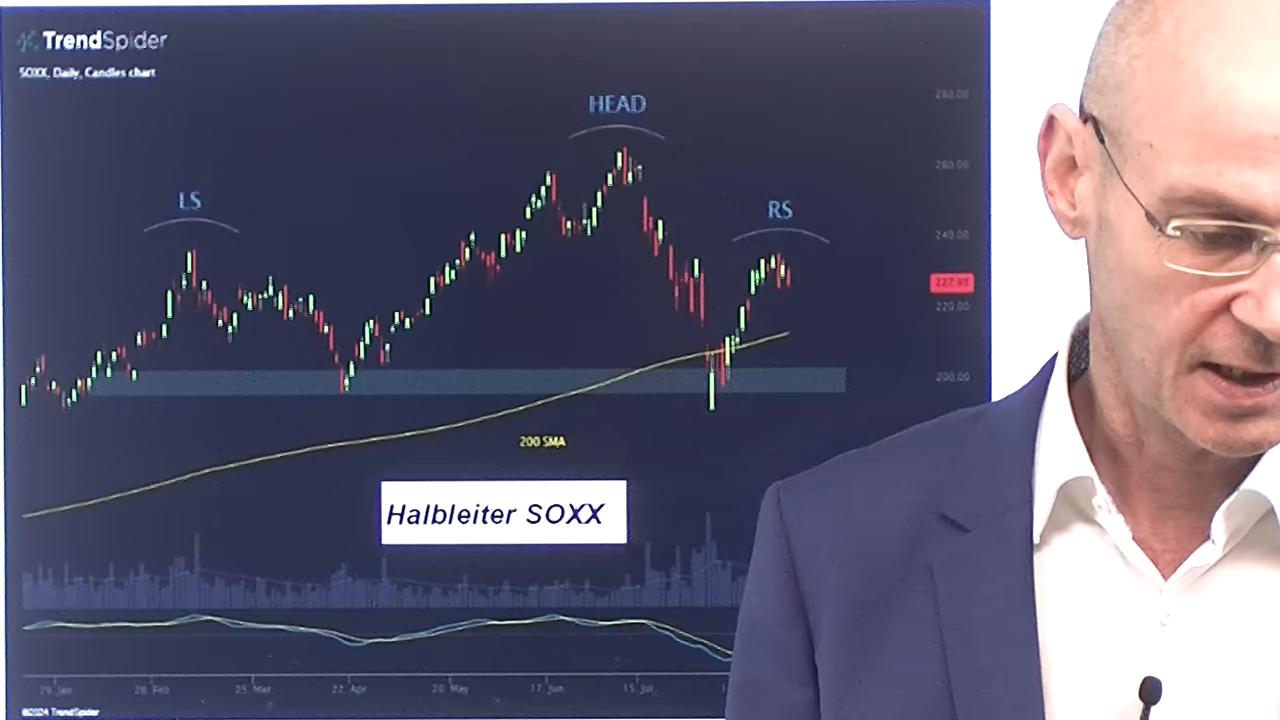 TrendSpider
SOXX, Daily, Candles chart
HEAD
LS
RS
280.00
260.00
240.00
227.98
220.00
200.00
200 SMA
Halbleiter SOXX
29. Jan
26. Feb
25. Mar
22. Apr
20. May
17. Jun
15. Jul
©2024 TrendSpider